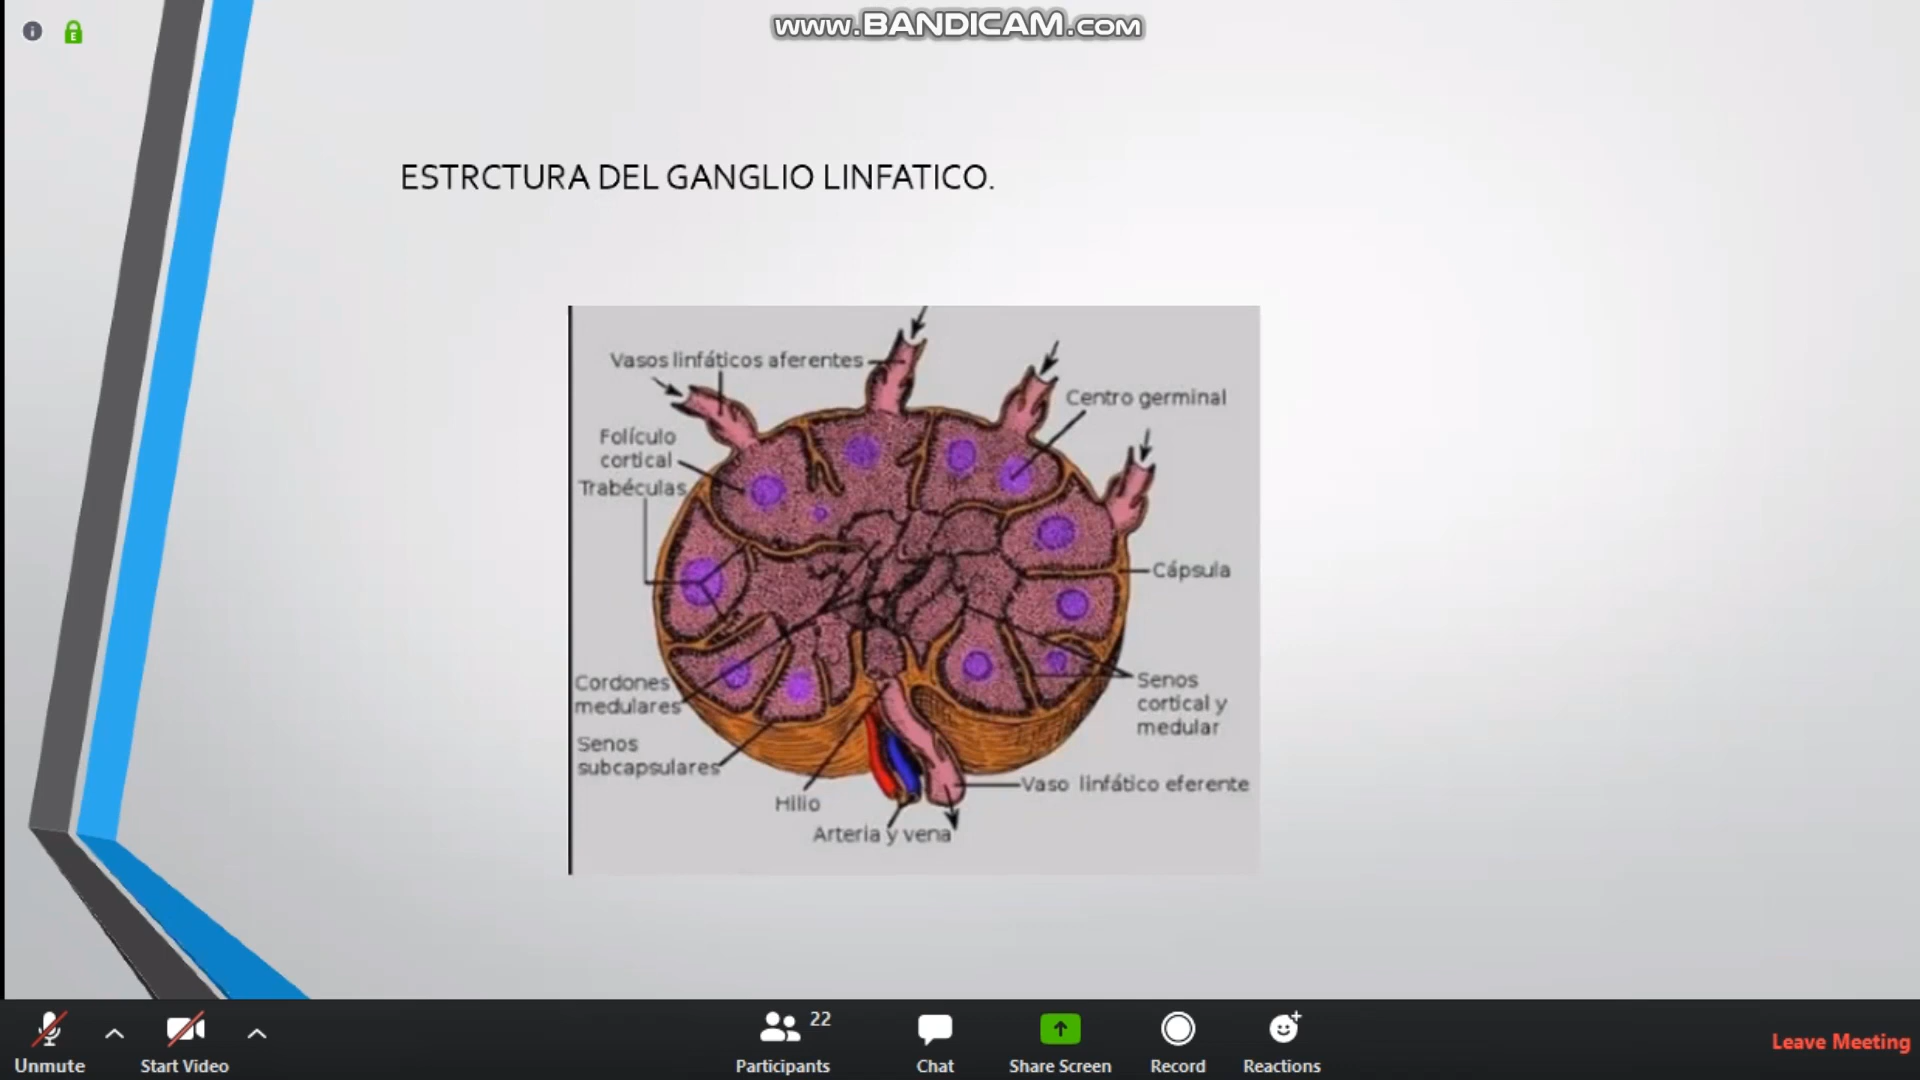 www.BANDICAM.com
ESTRCTURA DEL GANGLIO LINFATICO.
Vasos linfáticos aferentes
Centro germinal
Folículo
cortical
Trabéculas
Cápsula
Cordones
medulares
Senos
cortical y
medular
Senos
subcapsulares
Vaso linfático eferente
Hilio
Arteria y vena
Unmute
Start Video
22
Participants
Chat
Share Screen
Record
Reactions
Leave Meeting